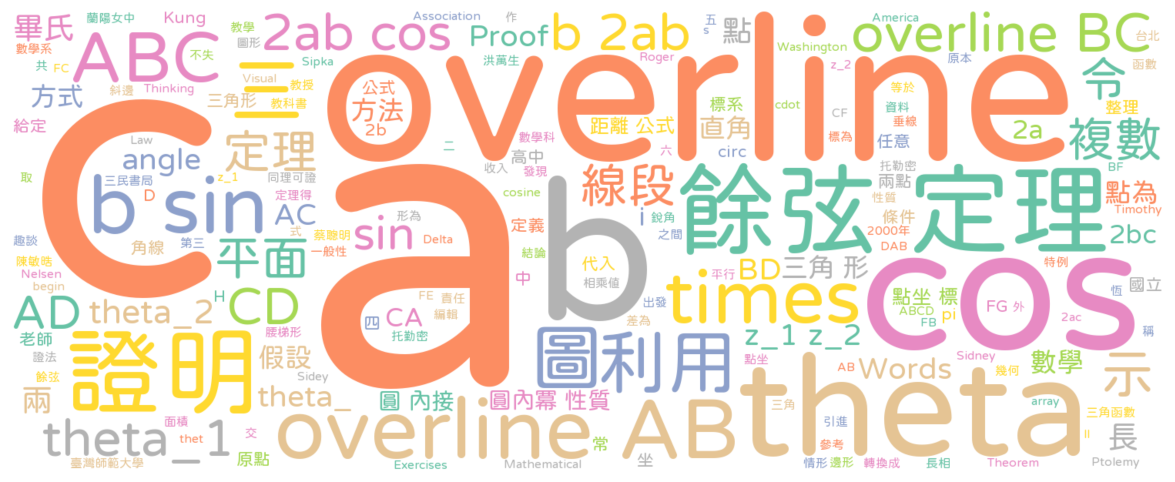 畢氏
蘭陽女中
Kung
教學
Association
作
五
s
點
America
overline BC
台北
數學系
ABC
不失
圖形
2ab cos
Sipka
Proof
洪萬生
b 2ab
Roger
Washington
z_2
原本
函數
共
FC
斜邊
Visual
教授
Thinking
二
教科書
overline
公式
方法
2b
cdot
等於
令
資料
垂線
整理
方式
三角形
標系
CF
標為
2a
給定
Law
定理
距離 公式
直角
任意
複數
angle
二
數學科
高中
circ
六
托勒密
兩點
BF
取
三民書局
z_1
同理可證
收入
發現
線段
餘弦 定理
性質
點為
D
b sin
定理得
cosine
i
銳角
條件
Timothy
AC
形為
定義
之間
2000年
2bc
趣談
角線
第三
蔡聰明
式
sin
Delta
一般性
DAB
陳敏晧
平面
結論
代入
BD
三角 形
特例
Nelsen
C
a
b
中
相乘值
平行
cos
國立
begin
H
AD
theta_2
CD
FE
直任
CA
編輯
四
托勒密
出發
差為
times
點坐 標
ABCD
FB
pi
FG
外
2ac
恆
稱
老師
腰梯形
z_1 z_2
證法
證明
假設
圖利用
點坐
AB
Words
Sidney
幾何
數學
示
餘弦
Sidey
兩
theta_
圓 內接
圓內冪 性質
三角
theta
array
三角函數
theta_1
面積
thet
交
overline AB
常
引進
參考
長
II
臺灣師範大學
原點
Exercises
Mathematical
坐
情形
邊形
轉換成
長相
Theorem
Ptolemy